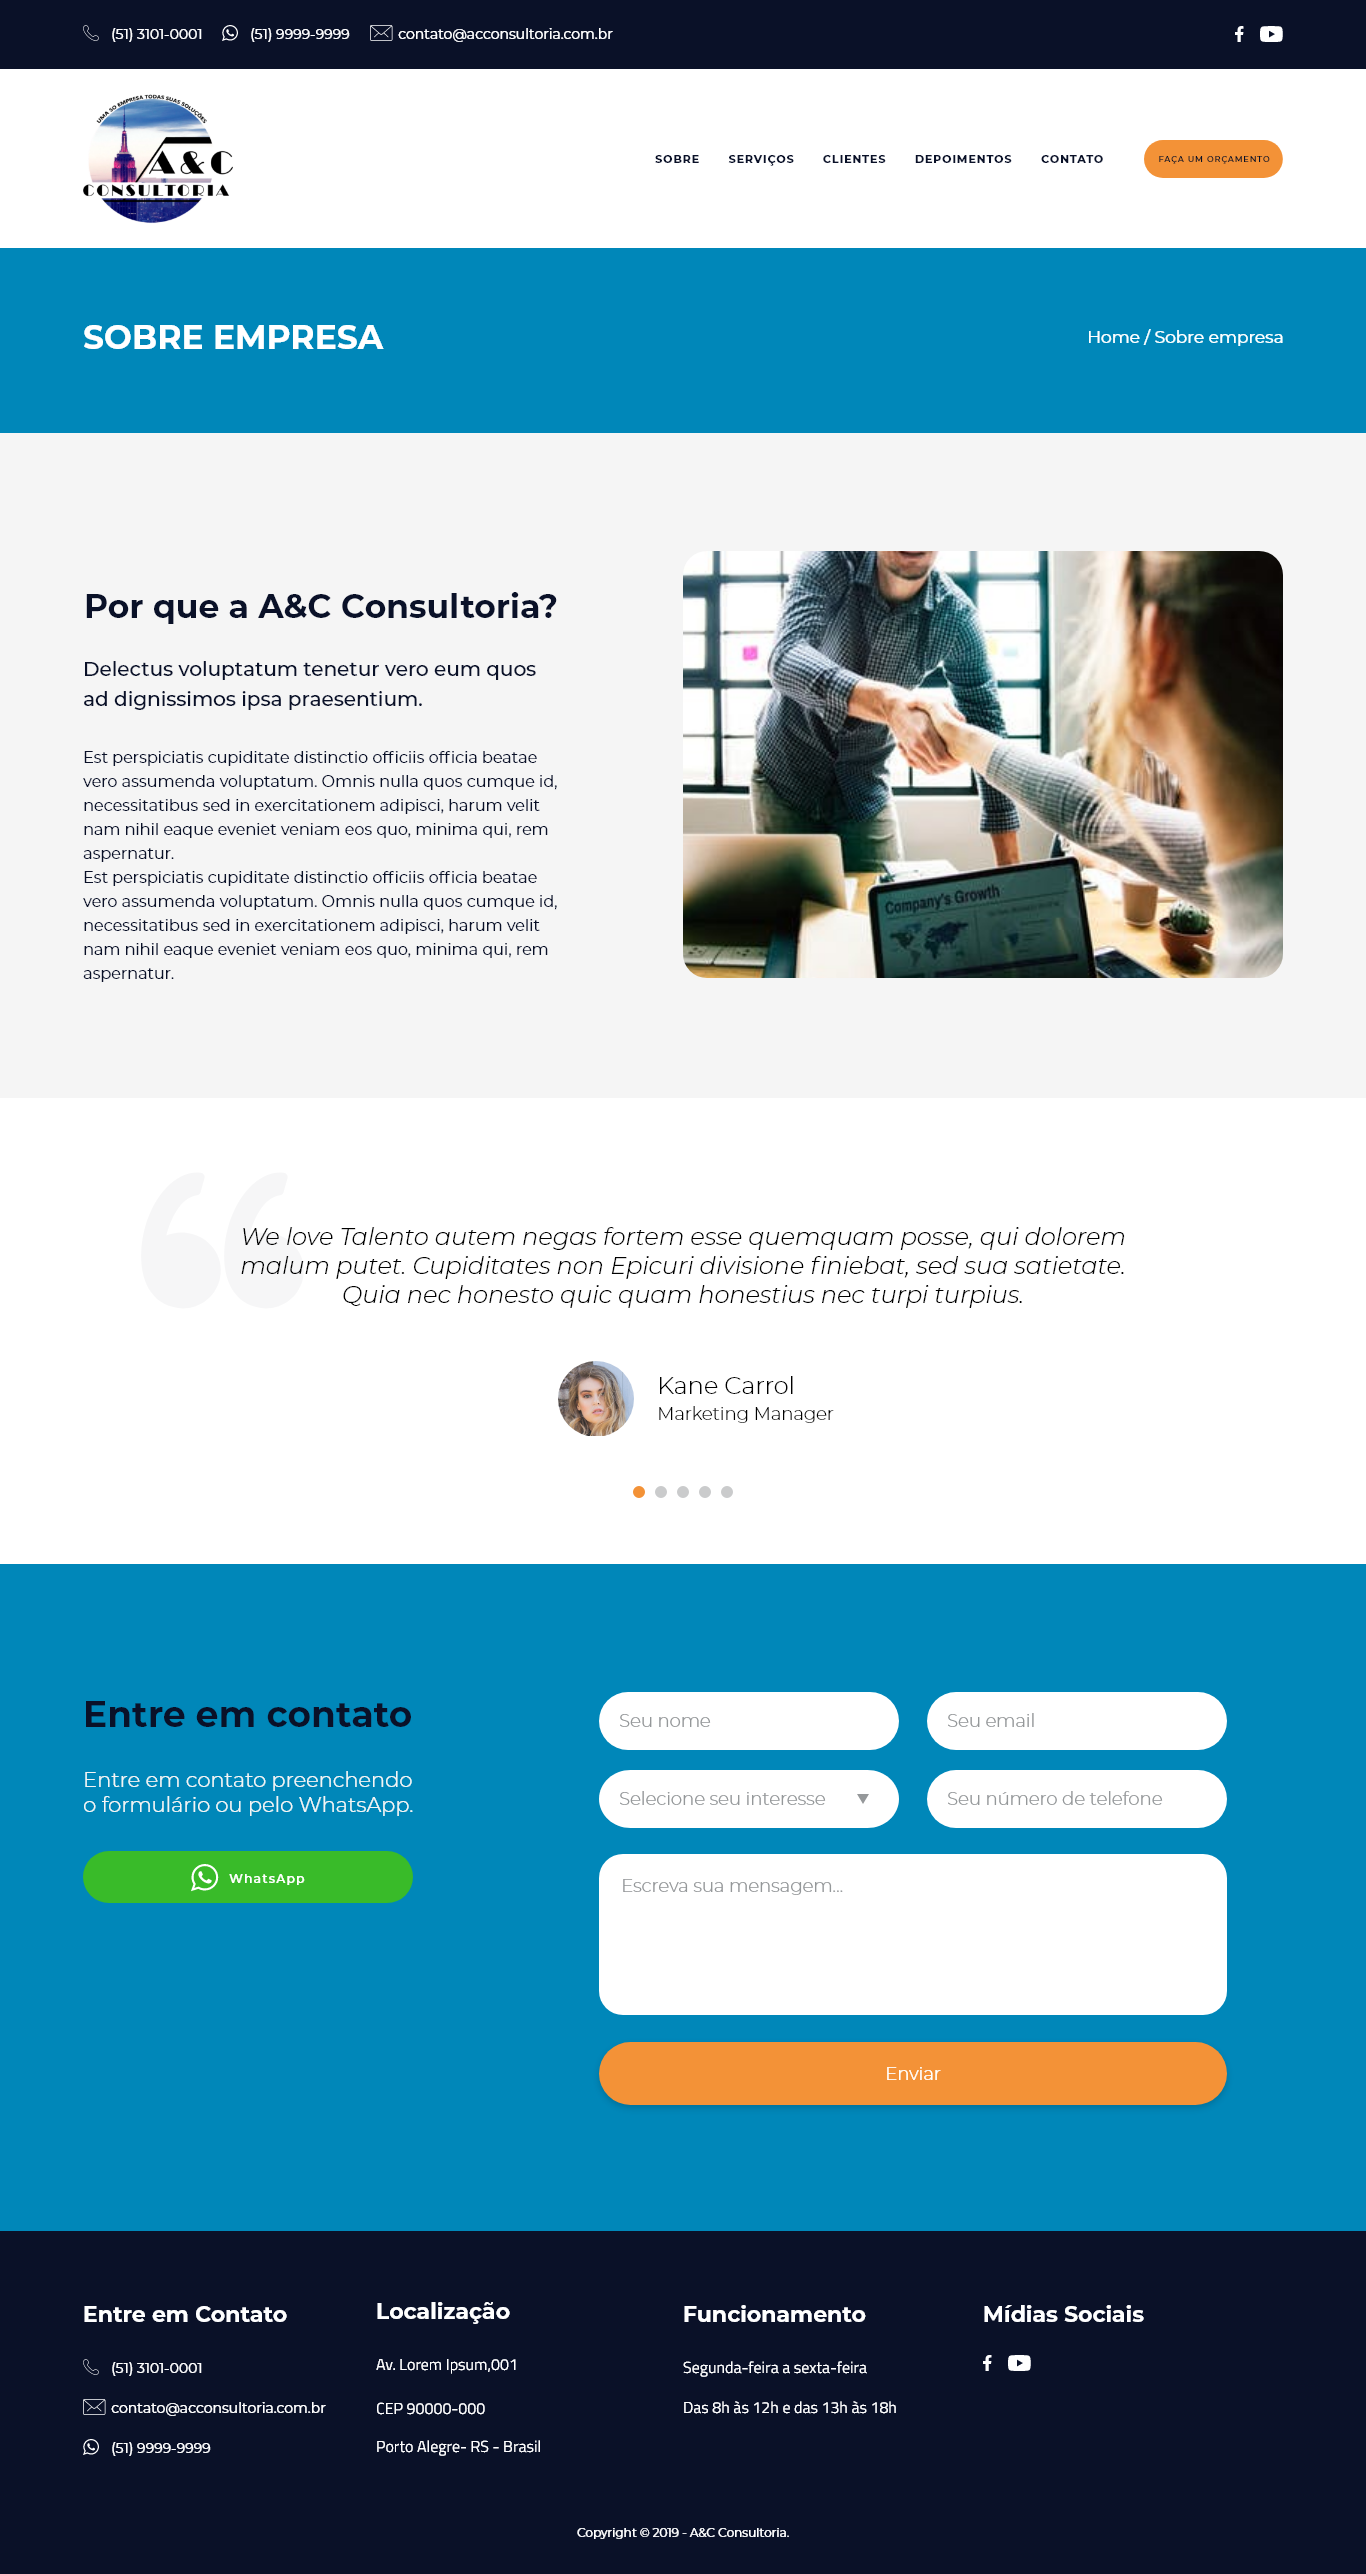 (51) 3101-0001 (51) 9999-9999 contato@acconsultoria.com.br
UMA SO EMPRESA TODAS SUAS SOLUÇÕES
A&C
CONSULTORIA
SOBRE SERVIÇOS CLIENTES DEPOIMENTOS CONTATO FAÇA UM ORÇAMENTO
SOBRE EMPRESA
Home / Sobre empresa
Por que a A&C Consultoria?
Delectus voluptatum tenetur vero eum quos
ad dignissimos ipsa praesentium.
Est perspiciatis cupiditate distinctio officiis officia beatae
vero assumenda voluptatum. Omnis nulla quos cumque id,
necessitatibus sed in exercitationem adipisci, harum velit
nam nihil eaque eveniet veniam eos quo, minima qui, rem
aspernatur.
Est perspiciatis cupiditate distinctio officiis officia beatae
vero assumenda voluptatum. Omnis nulla quos cumque id,
necessitatibus sed in exercitationem adipisci, harum velit
nam nihil eaque eveniet veniam eos quo, minima qui, rem
aspernatur.
Company's Growth
“
We love Talento autem negas fortem esse quemquam posse, qui dolorem
malum putet. Cupiditates non Epicuri divisione finiebat, sed sua satietate.
Quia nec honesto quic quam honestius nec turpi turpius.
Kane Carrol
Marketing Manager
Entre em contato
Entre em contato preenchendo
o formulário ou pelo WhatsApp.
WhatsApp
Seu nome
Seu email
Selecione seu interesse
Seu número de telefone
Escreva sua mensagem...
Enviar
Entre em Contato
(51) 3101-0001
contato@acconsultoria.com.br
(51) 9999-9999
Localização
Av. Lorem Ipsum,001
CEP 90000-000
Porto Alegre- RS - Brasil
Funcionamento
Segunda-feira a sexta-feira
Das 8h às 12h e das 13h às 18h
Mídias Sociais
Copyright © 2019 - A&C Consultoria.